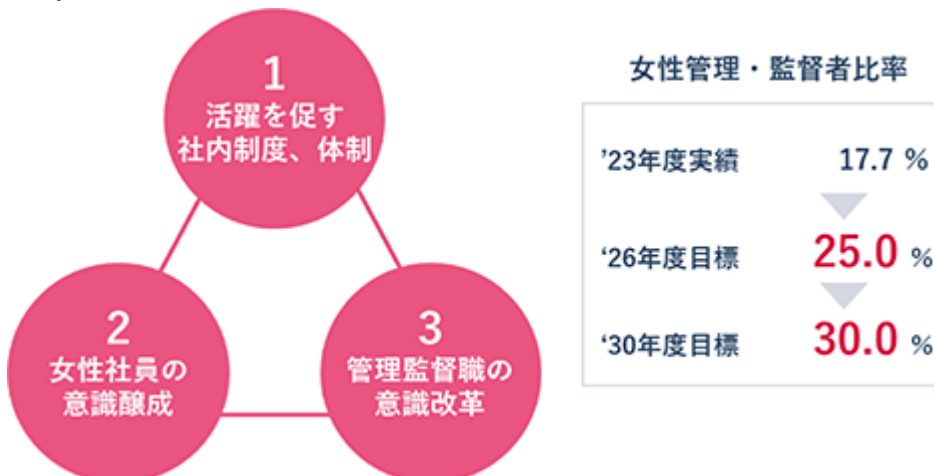 1
活躍を促す
社内制度、体制
2
女性社員の
意識醸成
3
管理監督職の
意識改革
女性管理・監督者比率
’23年度実績 17.7 %
‘26年度目標 25.0 %
‘30年度目標 30.0 %